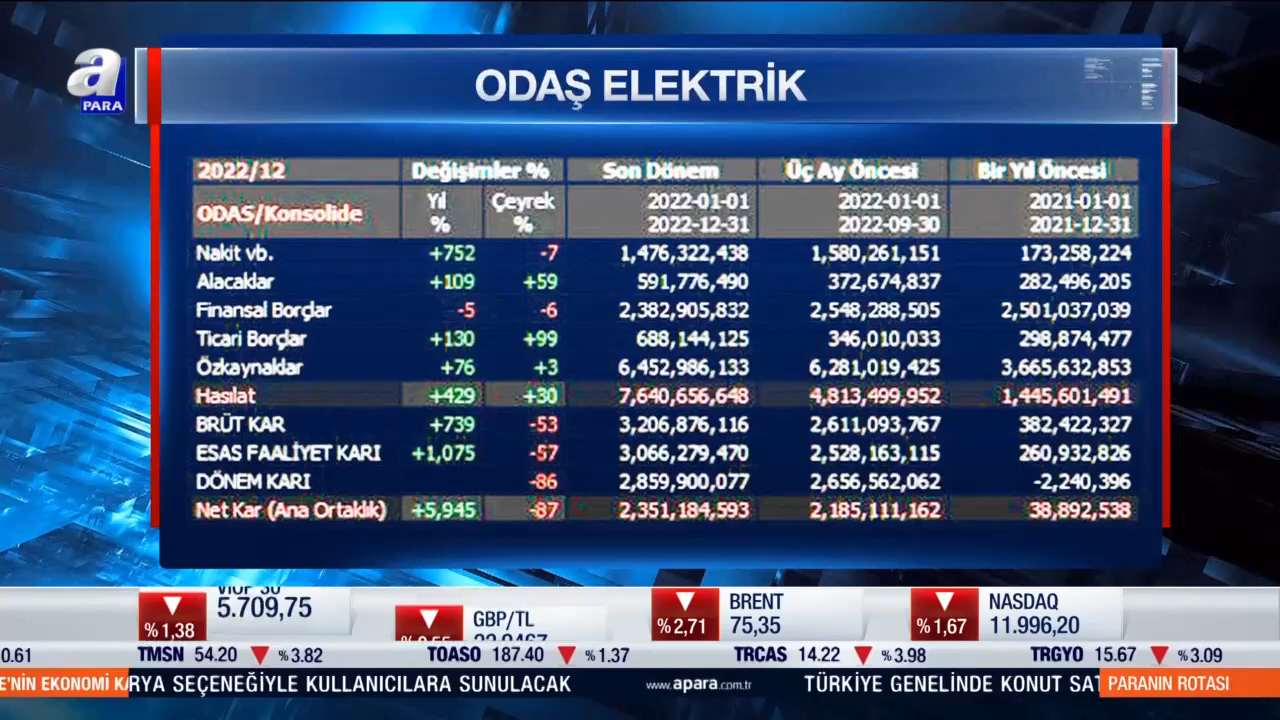 a
PARA
ODAŞ ELEKTRİK
2022/12 Değişimler % Son Dönem Üç Ay Öncesi Bir Yıl Öncesi
ODAS/Konsolide Yıl % Çeyrek % 2022-01-01 2022-12-31 2022-01-01 2022-09-30 2021-01-01 2021-12-31
Nakit vb. +752 -7 1,476,322,438 1,580,261,151 173,258,224
Alacaklar +109 +59 591,776,490 372,674,837 282,496,205
Finansal Borçlar -5 -6 2,382,905,832 2,548,288,505 2,501,037,039
Ticari Borçlar +130 +99 688,144,125 346,010,033 298,874,477
Özkaynaklar +76 +3 6,452,986,133 6,281,019,425 3,665,632,853
Hasılat +429 +30 7,640,656,648 4,813,499,952 1,445,601,491
BRÜT KAR +739 -53 3,206,876,116 2,611,093,767 382,422,327
ESAS FAALİYET KARI +1,075 -57 3,066,279,470 2,528,163,115 260,932,826
DÖNEM KARI -86 2,859,900,077 2,656,562,062 -2,240,396
Net Kar (Ana Ortaklık) +5,945 -87 2,351,184,593 2,185,111,162 38,892,538
%1,38 5.709,75
GBP/TL
%2,71 BRENT 75,35
%1,67 NASDAQ 11.996,20
0.61 TMSN 54.20 %3.82 TOASO 187.40 %1.37 TRCAS 14.22 %3.98 TRGYO 15.67 %3.09
E'NİN EKONOMİ KA RYA SEÇENEĞİYLE KULLANICILARA SUNULACAK www.apara.com.tr TÜRKİYE GENELİNDE KONUT SAT PARANIN ROTASI